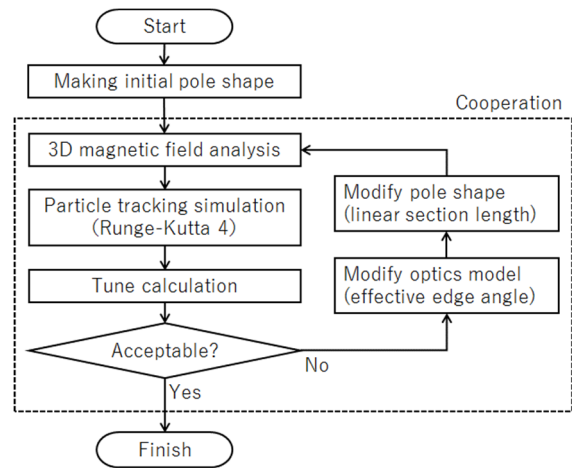 Start
Making initial pole shape
Cooperation
3D magnetic field analysis
Particle tracking simulation
(Runge-Kutta 4)
Modify pole shape
(linear section length)
Tune calculation
Modify optics model
(effective edge angle)
Acceptable?
No
Yes
Finish